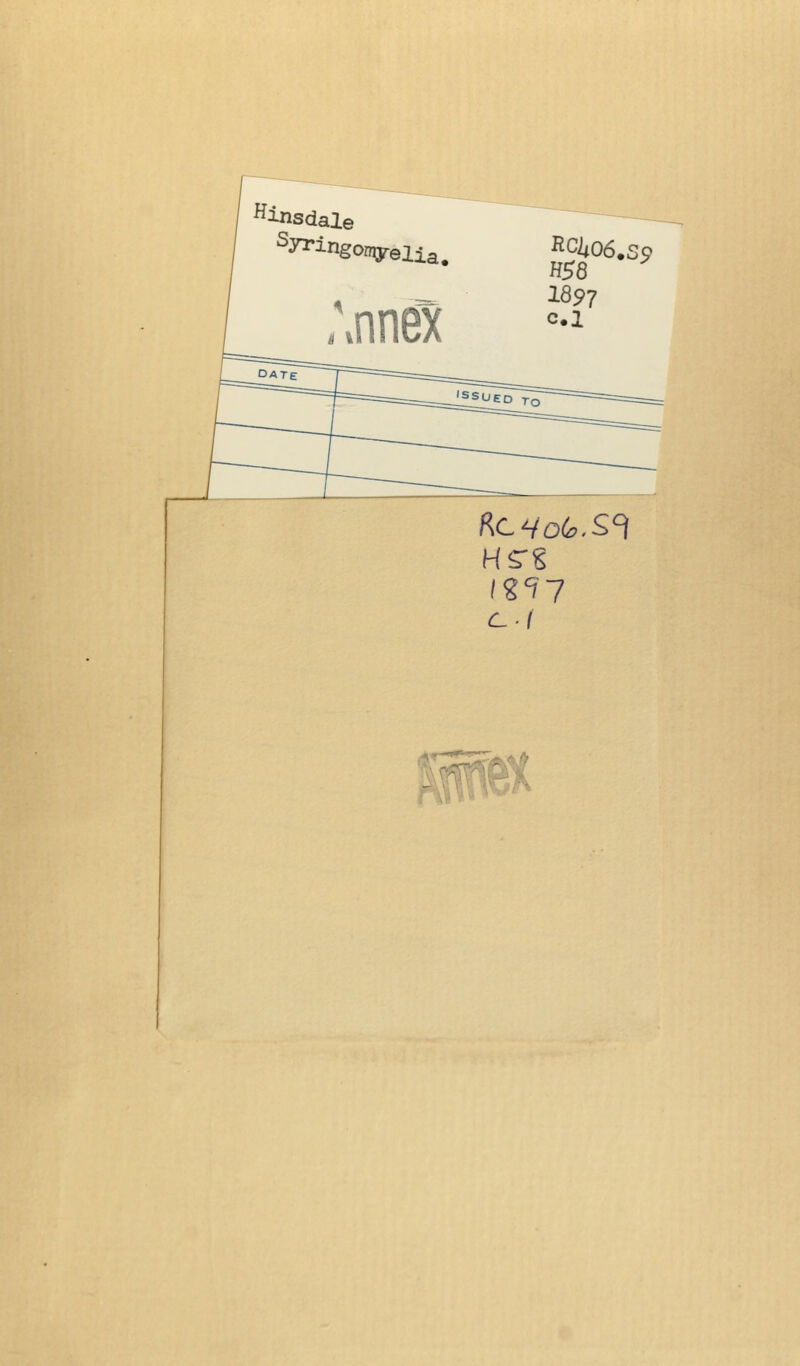 Hinsdale
Syringomyelia.
RC406.S9
H58
1897
c.1
Annex
DATE
ISSUED TO
RC406.S9
H58
1897
c.1
Annex